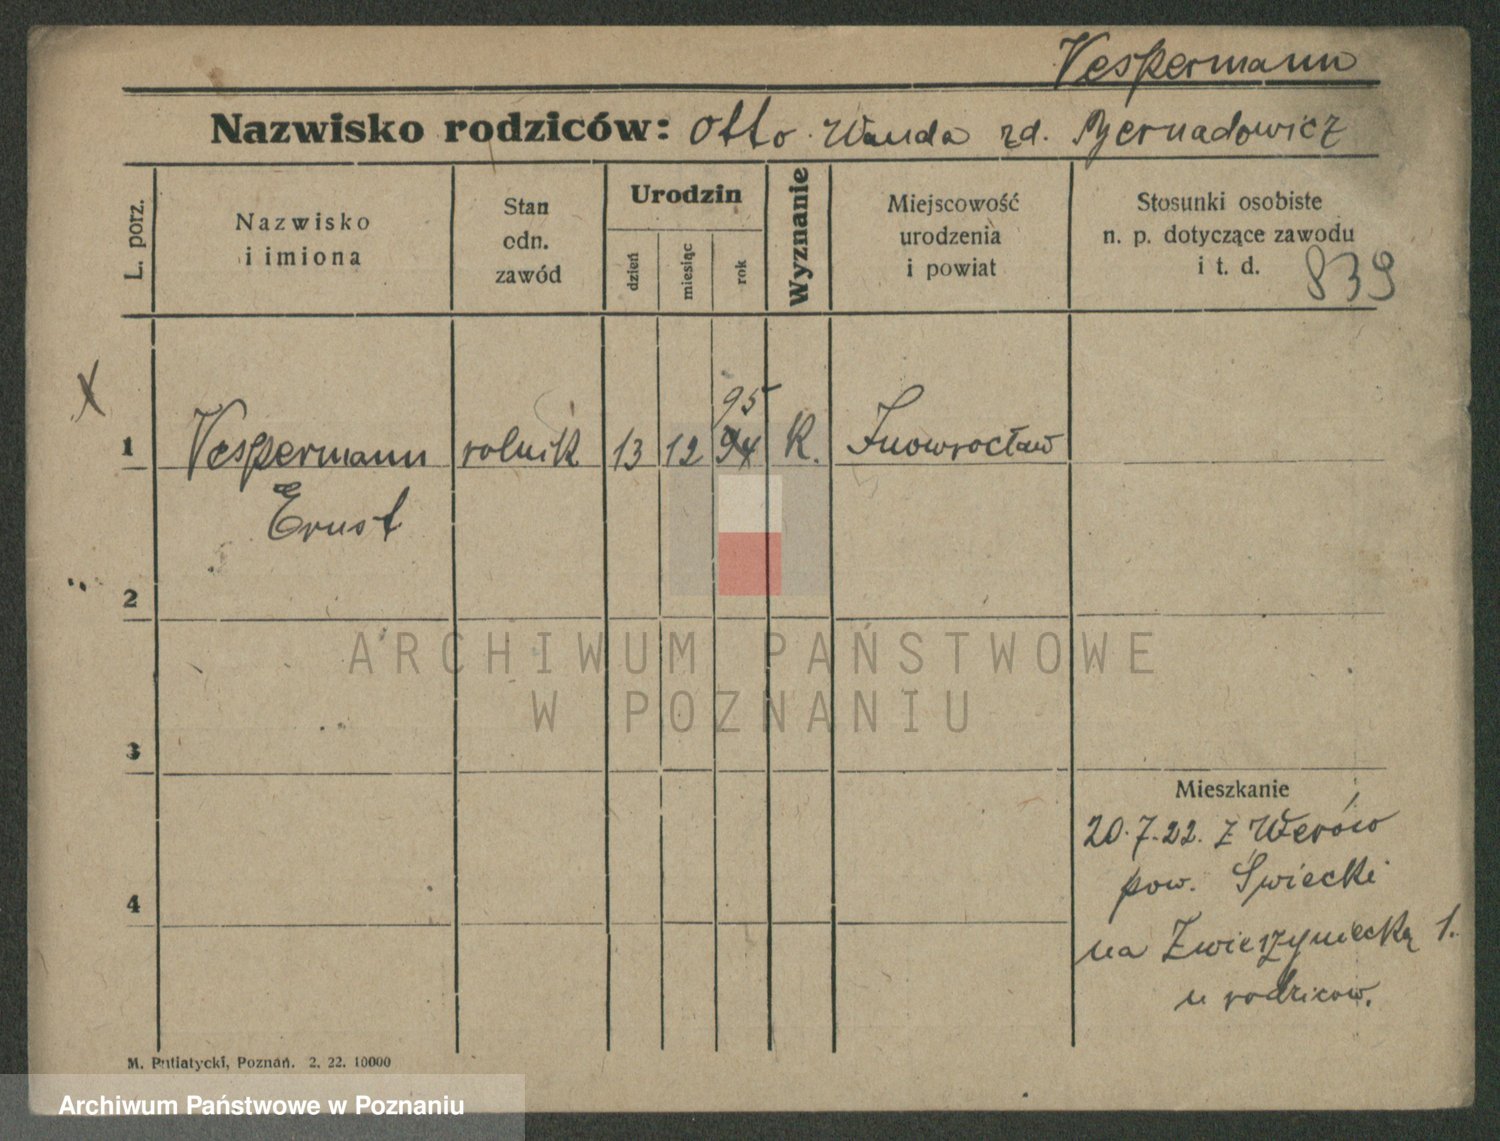 Vespermann
Nazwisko rodziców: Otto Wanda zd. Bernadowicz
L. porz.
Nazwisko
i imiona
Stan
odn.
zawód
Urodzin
dzień
miesiąc
rok
Wyznanie
Miejscowość
urodzenia
i powiat
Stosunki osobiste
n. p. dotyczące zawodu
i t. d.
839
X
95
1 Vespermann rolnik 13 12 94 K. Inowrocław
Ernst
2
ARCHIWUM PAŃSTWOWE
W POZNANIU
3
Mieszkanie
20.7.22. z
pow. Świecki
4
na Zwierzyniecką 1.
u rodziców.
M. Putiatycki, Poznań. 2. 22. 10000
Archiwum Państwowe w Poznaniu